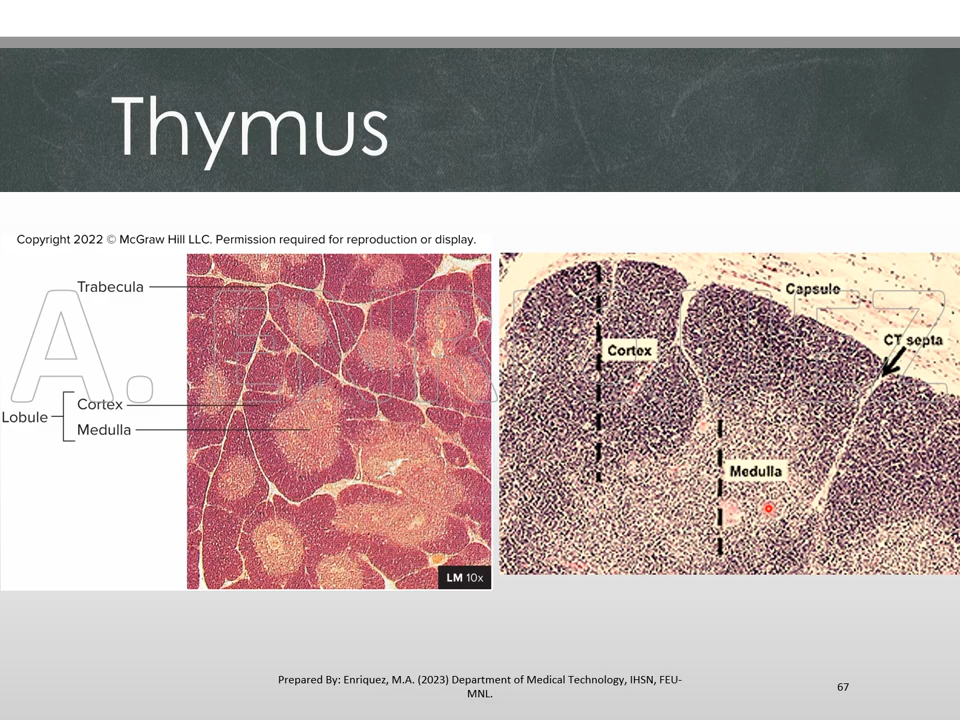 Thymus
Copyright 2022 © McGraw Hill LLC. Permission required for reproduction or display.
Trabecula
Lobule
Cortex
Medulla
LM 10x
Capsule
CT septa
Cortex
Medulla
Prepared By: Enriquez, M.A. (2023) Department of Medical Technology, IHSN, FEU-
MNL.
67